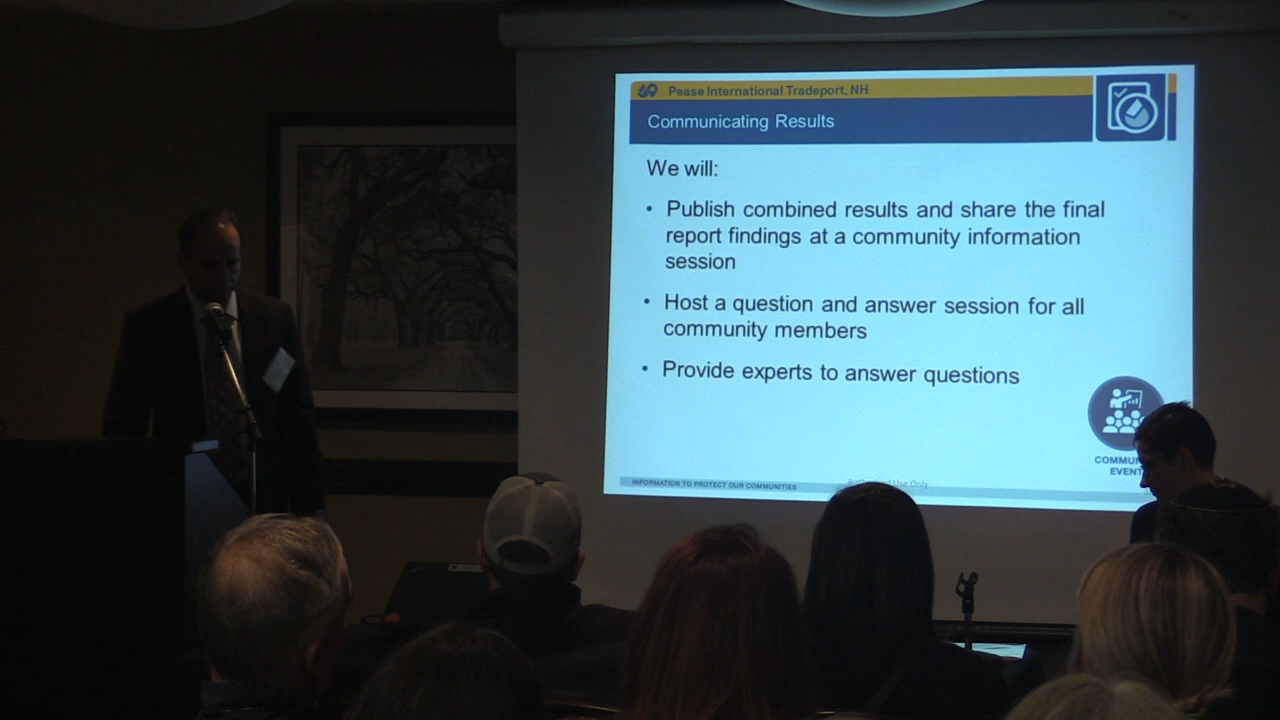 Pease International Tradeport, NH
Communicating Results
We will:
• Publish combined results and share the final
report findings at a community information
session
• Host a question and answer session for all
community members
• Provide experts to answer questions
EVENT
INFORMATION TO PROTECT OUR COMMUNITIES
Use Only